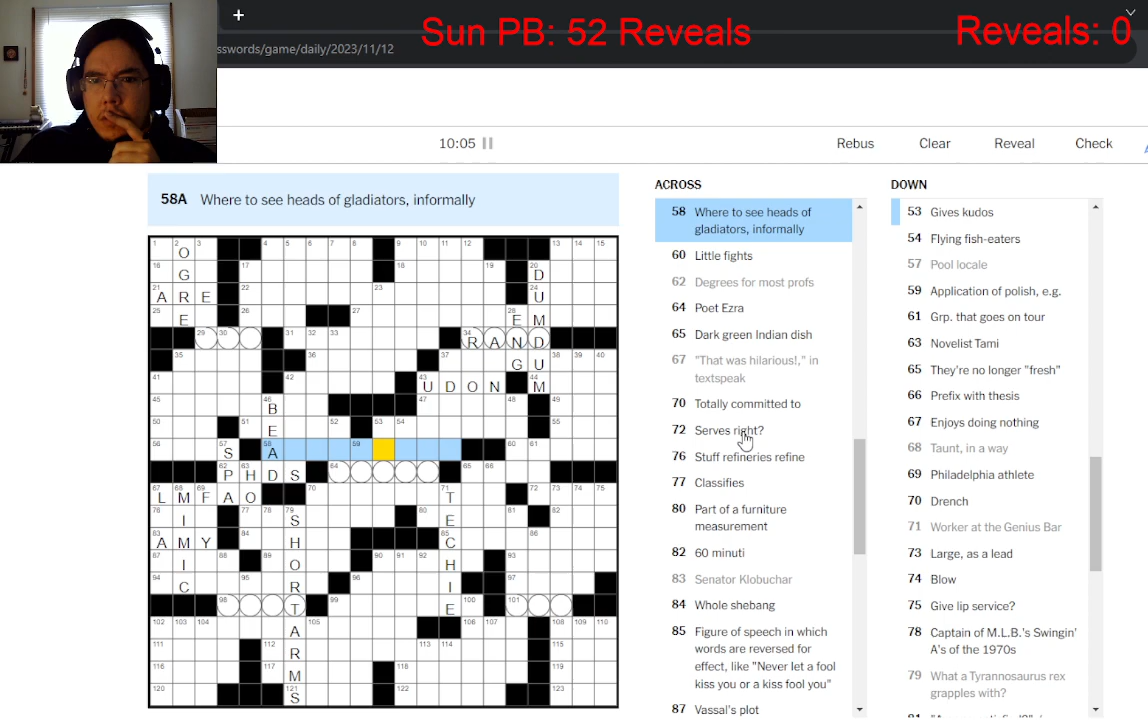 +
Sun PB: 52 Reveals
Reveals: 0
sswords/game/daily/2023/11/12
10:05
Rebus Clear Reveal Check
58A Where to see heads of gladiators, informally
ACROSS
58 Where to see heads of
gladiators, informally
60 Little fights
62 Degrees for most profs
64 Poet Ezra
65 Dark green Indian dish
67 "That was hilarious!," in
textspeak
70 Totally committed to
72 Serves right?
76 Stuff refineries refine
77 Classifies
80 Part of a furniture
measurement
82 60 minuti
83 Senator Klobuchar
84 Whole shebang
85 Figure of speech in which
words are reversed for
effect, like "Never let a fool
kiss you or a kiss fool you"
87 Vassal's plot
DOWN
53 Gives kudos
54 Flying fish-eaters
57 Pool locale
59 Application of polish, e.g.
61 Grp. that goes on tour
63 Novelist Tami
65 They're no longer "fresh"
66 Prefix with thesis
67 Enjoys doing nothing
68 Taunt, in a way
69 Philadelphia athlete
70 Drench
71 Worker at the Genius Bar
73 Large, as a lead
74 Blow
75 Give lip service?
78 Captain of M.L.B.'s Swingin'
A's of the 1970s
79 What a Tyrannosaurus rex
grapples with?